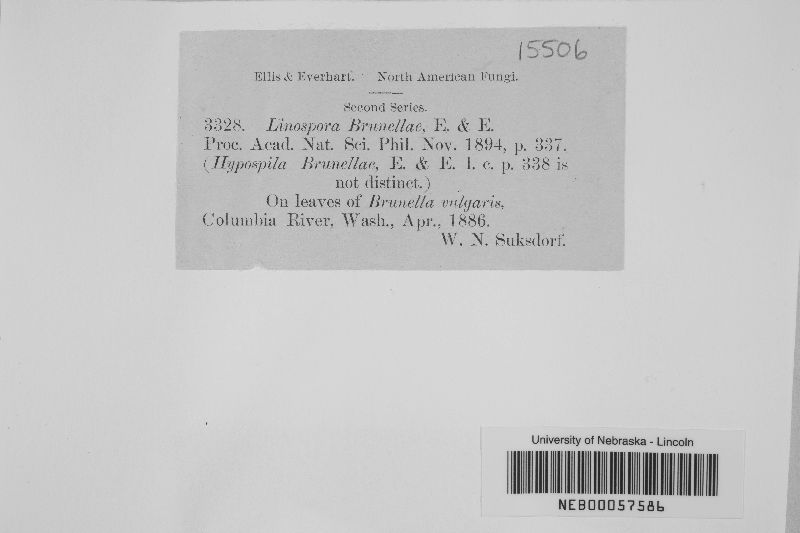 15506
Ellis & Everhart. North American Fungi.
Second Series.
3328. Linospora Brunellae, E. & E.
Proc. Acad. Nat. Sci. Phil. Nov. 1894, p. 337.
(Hypospila Brunellae, E. & E. l. c. p. 338 is
not distinct.)
On leaves of Brunella vulgaris,
Columbia River, Wash., Apr., 1886.
W. N. Suksdorf.
University of Nebraska - Lincoln
NEB00057586